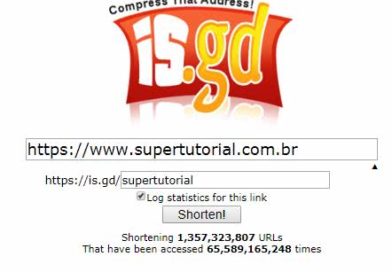 Compress That Address!
is.gd
https://www.supertutorial.com.br
https://is.gd/supertutorial
Log statistics for this link
Shorten!
Shortening 1,357,323,807 URLs
That have been accessed 65,589,165,248 times